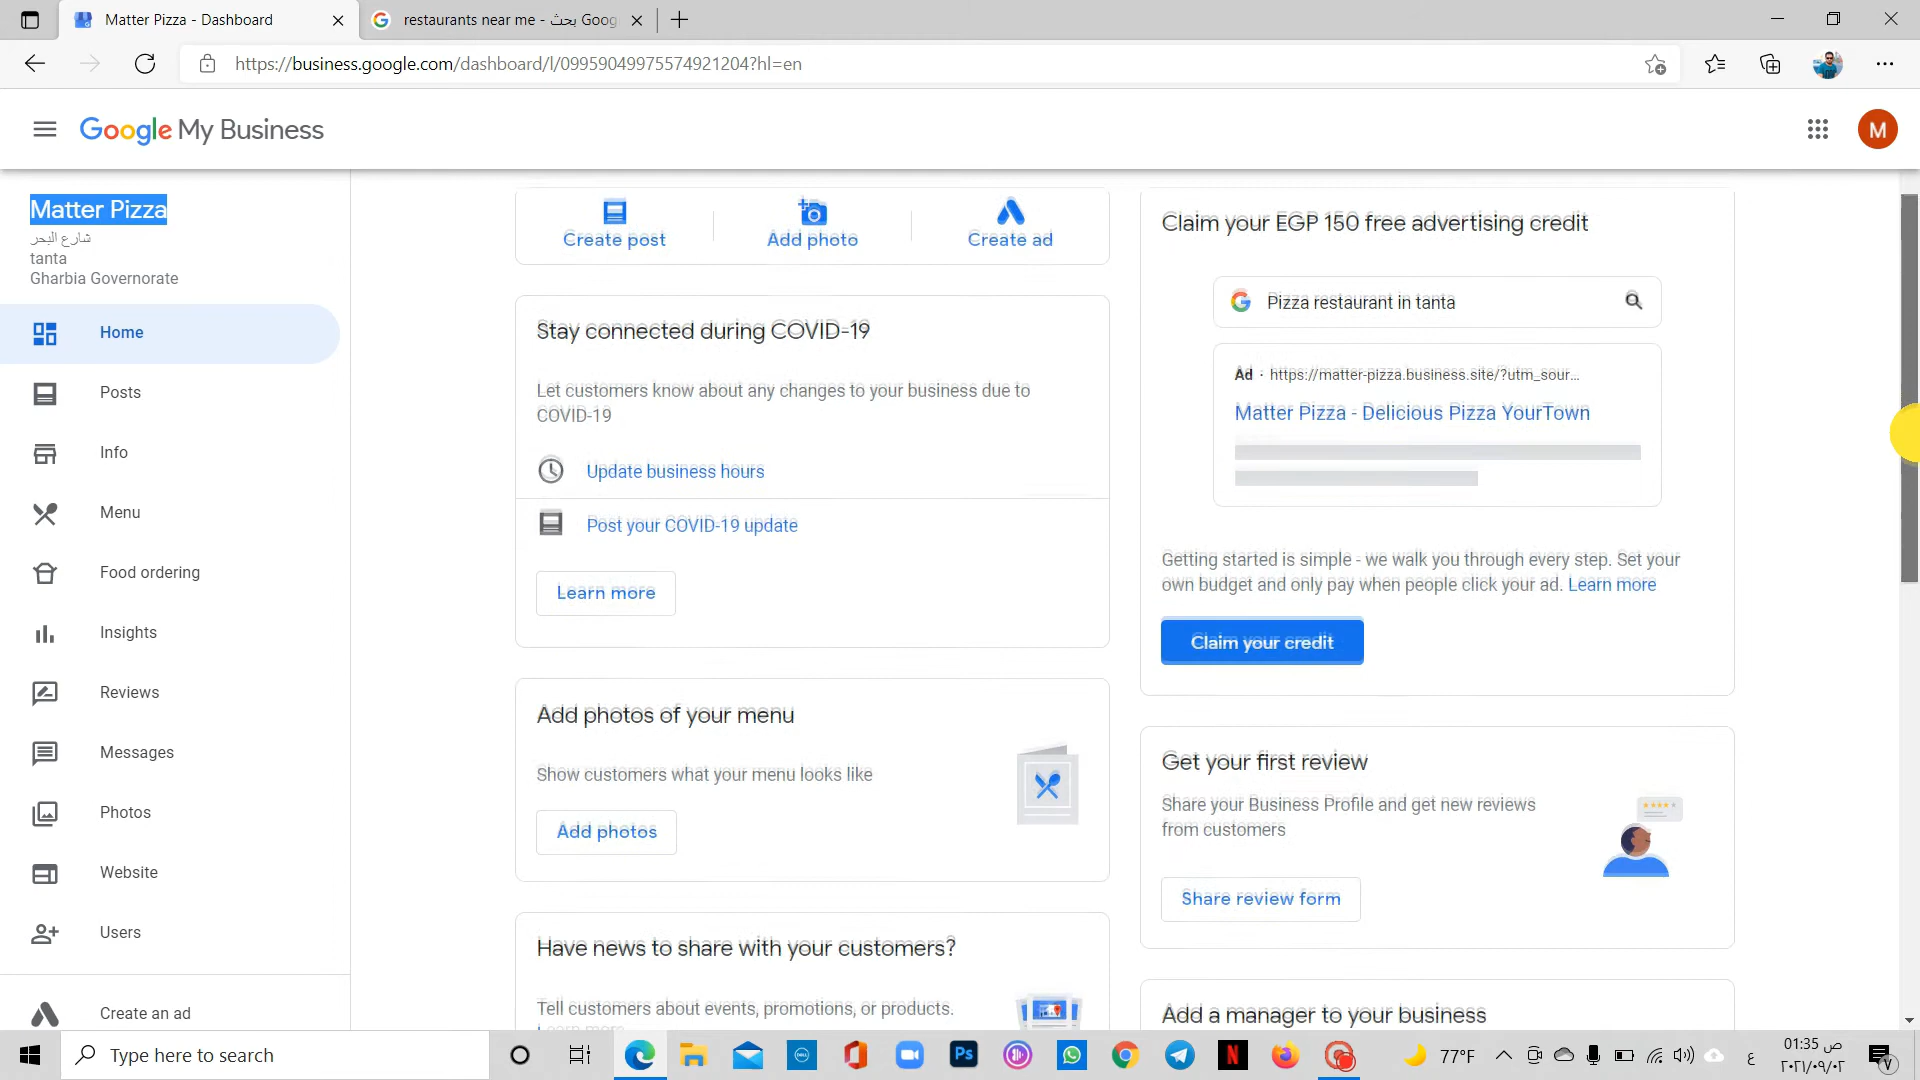 Matter Pizza - Dashboard
restaurants near me - بحث Goog
https://business.google.com/dashboard/l/09959049975574921204?hl=en
Google My Business
M
Matter Pizza
شارع البحر
tanta
Gharbia Governorate
Home
Posts
Info
Menu
Food ordering
Insights
Reviews
Messages
Photos
Website
Users
Create an ad
Create post
Add photo
Create ad
Stay connected during COVID-19
Let customers know about any changes to your business due to
COVID-19
Update business hours
Post your COVID-19 update
Learn more
Add photos of your menu
Show customers what your menu looks like
Add photos
Have news to share with your customers?
Tell customers about events, promotions, or products.
Learn more
Claim your EGP 150 free advertising credit
Pizza restaurant in tanta
Ad · https://matter-pizza.business.site/?utm_sour...
Matter Pizza - Delicious Pizza YourTown
Getting started is simple - we walk you through every step. Set your
own budget and only pay when people click your ad. Learn more
Claim your credit
Get your first review
Share your Business Profile and get new reviews
from customers
Share review form
Add a manager to your business
Type here to search
DELL
Ps
N
77°F
ع
01:35 ص
٢٠٢١/٠٩/٠٢
٧